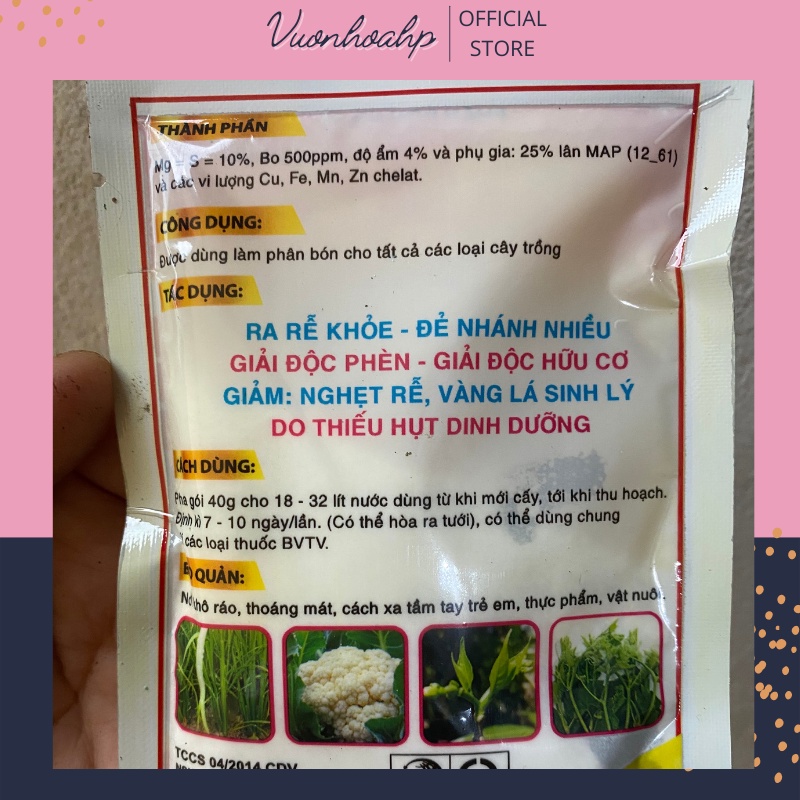 Vuonhoahp
OFFICIAL
STORE
THÀNH PHẦN
Mg = S = 10%, Bo 500ppm, độ ẩm 4% và phụ gia: 25% lân MAP (12_61)
và các vi lượng Cu, Fe, Mn, Zn chelat.
CÔNG DỤNG:
Được dùng làm phân bón cho tất cả các loại cây trồng
TÁC DỤNG:
RA RỄ KHỎE - ĐẺ NHÁNH NHIỀU
GIẢI ĐỘC PHÈN - GIẢI ĐỘC HỮU CƠ
GIẢM: NGHẸT RỄ, VÀNG LÁ SINH LÝ
DO THIẾU HỤT DINH DƯỠNG
CÁCH DÙNG:
Pha gói 40g cho 18 - 32 lít nước dùng từ khi mới cấy, tới khi thu hoạch.
Định kì 7 - 10 ngày/lần. (Có thể hòa ra tưới), có thể dùng chung
các loại thuốc BVTV.
QUẢN:
khô ráo, thoáng mát, cách xa tầm tay trẻ em, thực phẩm, vật nuôi.
TCCS 04/2014 CDV